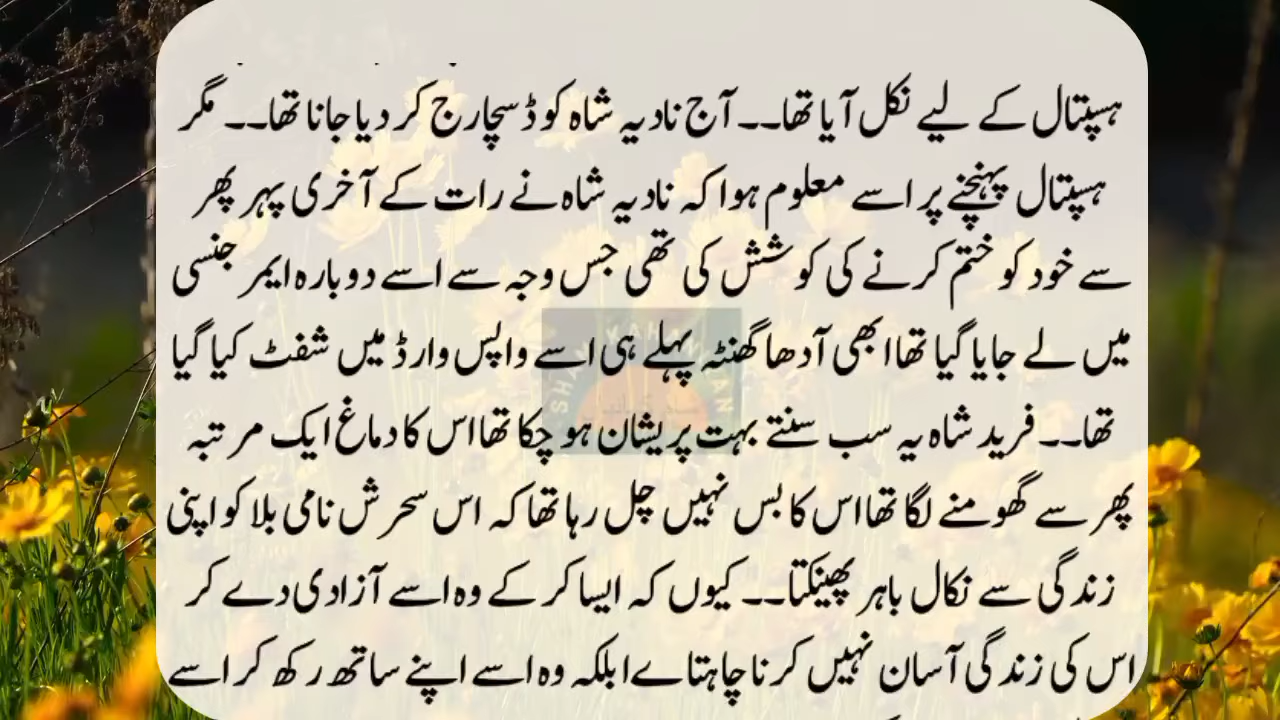 ہسپتال کے لیے نکل آیا تھا۔۔ آج نادیہ شاہ کو ڈسچارج کر دیا جانا تھا۔۔ مگر
ہسپتال پہنچنے پر اسے معلوم ہوا کہ نادیہ شاہ نے رات کے آخری پہر پھر
سے خود کو ختم کرنے کی کوشش کی تھی جس وجہ سے اسے دوبارہ ایمرجنسی
میں لے جایا گیا تھا ابھی آدھا گھنٹہ پہلے ہی اسے واپس وارڈ میں شفٹ کیا گیا
تھا۔۔ فرید شاہ یہ سب سنتے بہت پریشان ہو چکا تھا اس کا دماغ ایک مرتبہ
پھر سے گھومنے لگا تھا اس کا بس نہیں چل رہا تھا کہ اس سحرش نامی بلا کو اپنی
زندگی سے نکال باہر پھینکتا۔۔ کیوں کہ ایسا کر کے وہ اسے آزادی دے کر
اس کی زندگی آسان نہیں کرنا چاہتاے ابلکہ وہ اسے اپنے ساتھ رکھ کر اسے